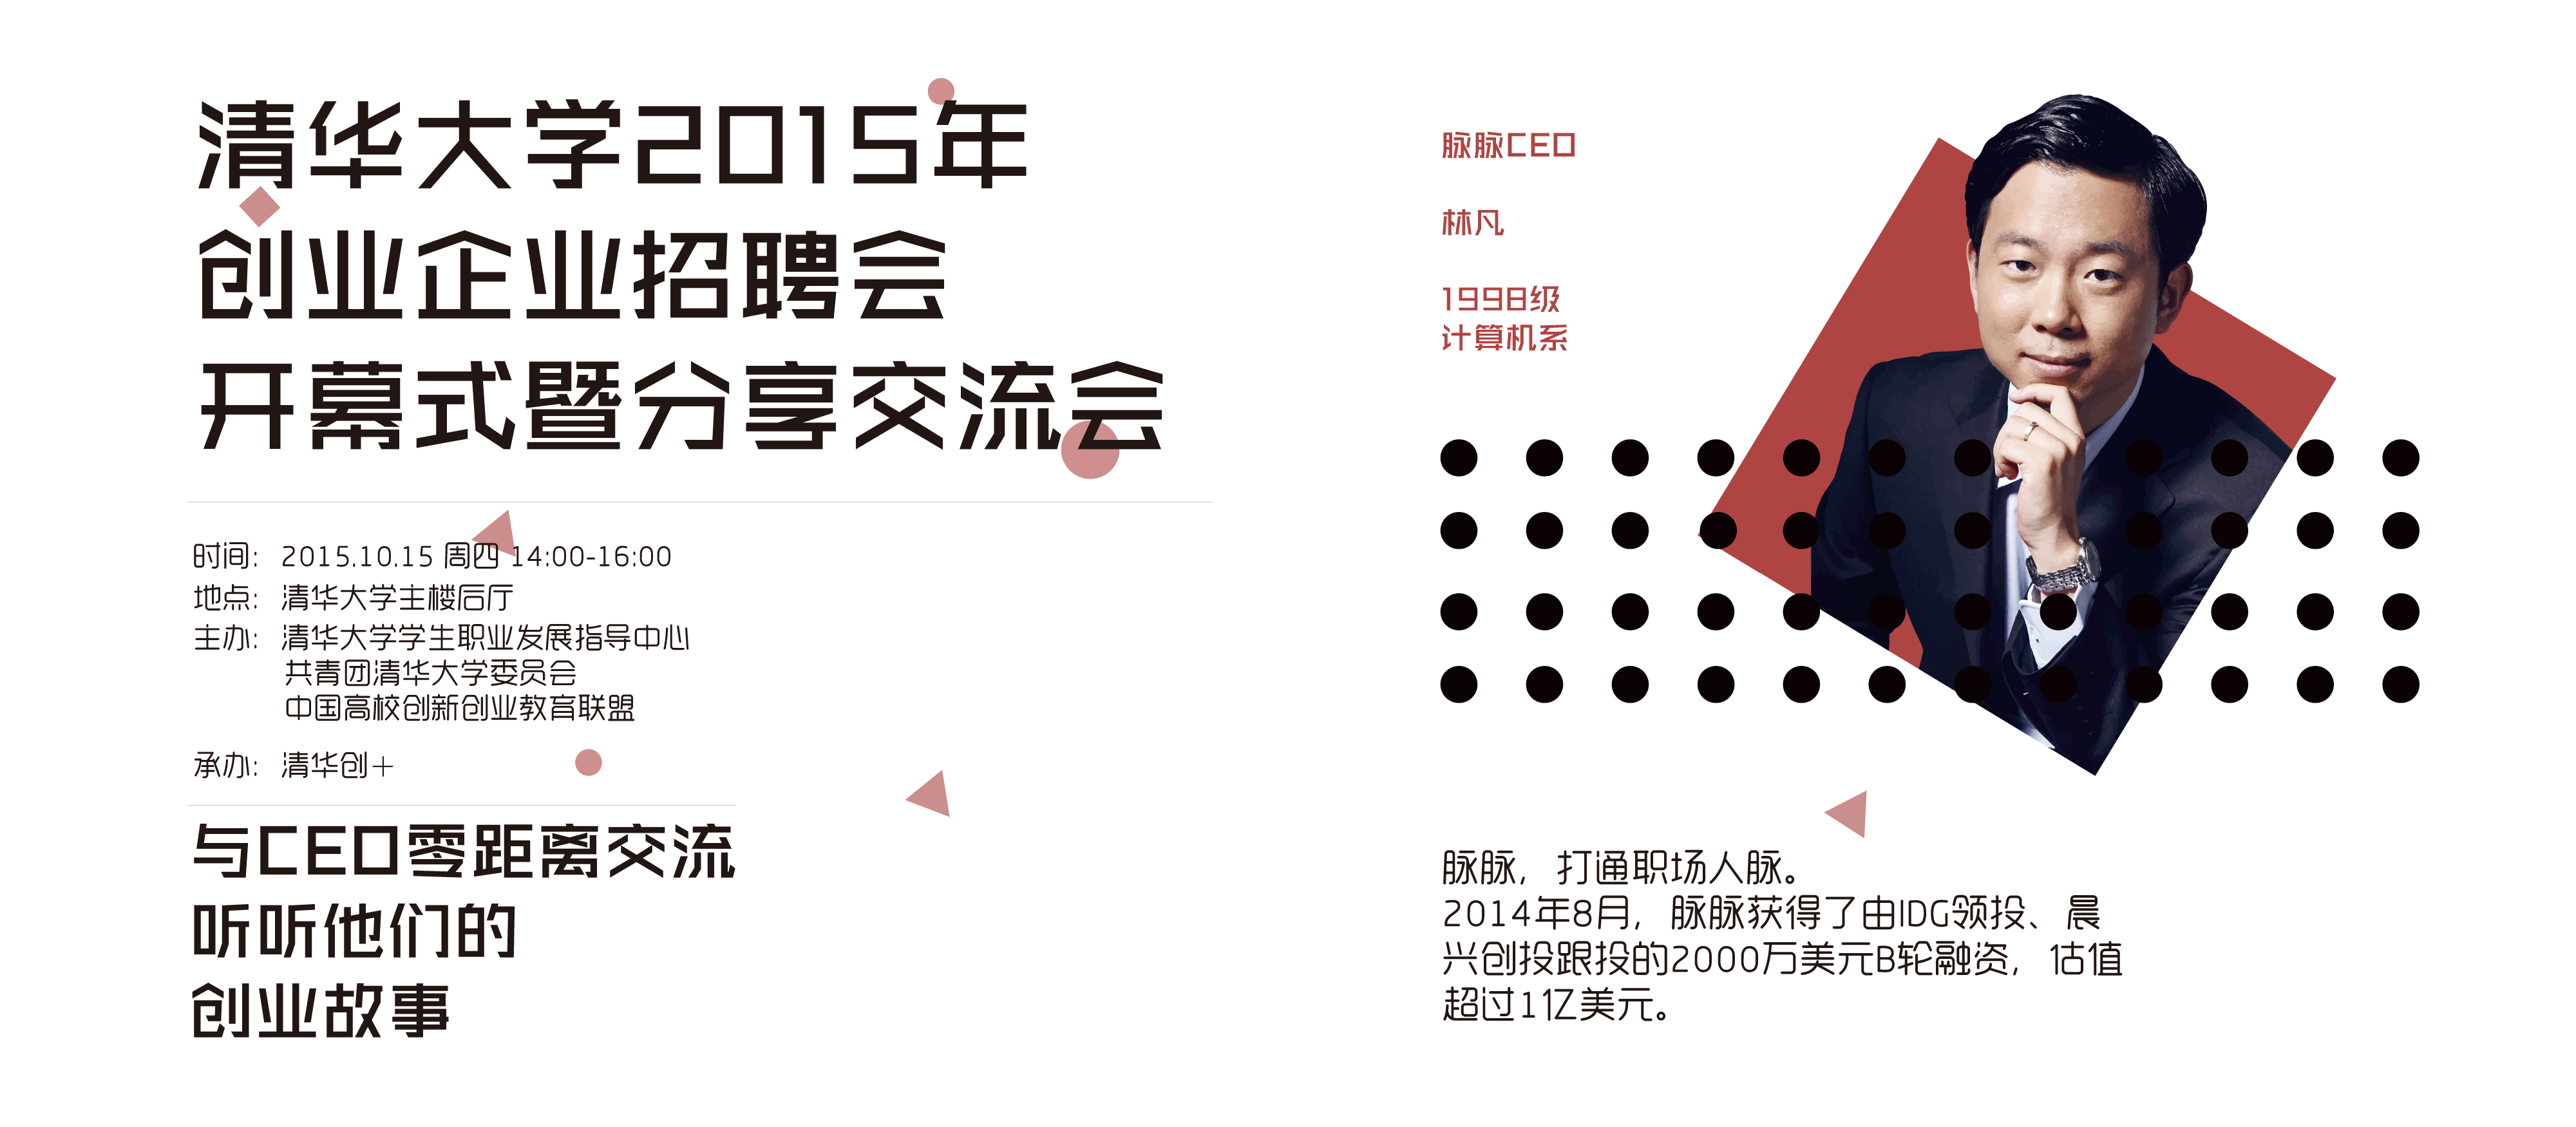 清华大学2015年
创业企业招聘会
开幕式暨分享交流会
时间: 2015.10.15 周四 14:00-16:00
地点: 清华大学主楼后厅
主办: 清华大学学生职业发展指导中心
共青团清华大学委员会
中国高校创新创业教育联盟
承办: 清华创+
与CEO零距离交流
听听他们的
创业故事
脉脉CEO
林凡
1998级
计算机系
脉脉，打通职场人脉。
2014年8月，脉脉获得了由IDG领投、晨
兴创投跟投的2000万美元B轮融资，估值
超过1亿美元。